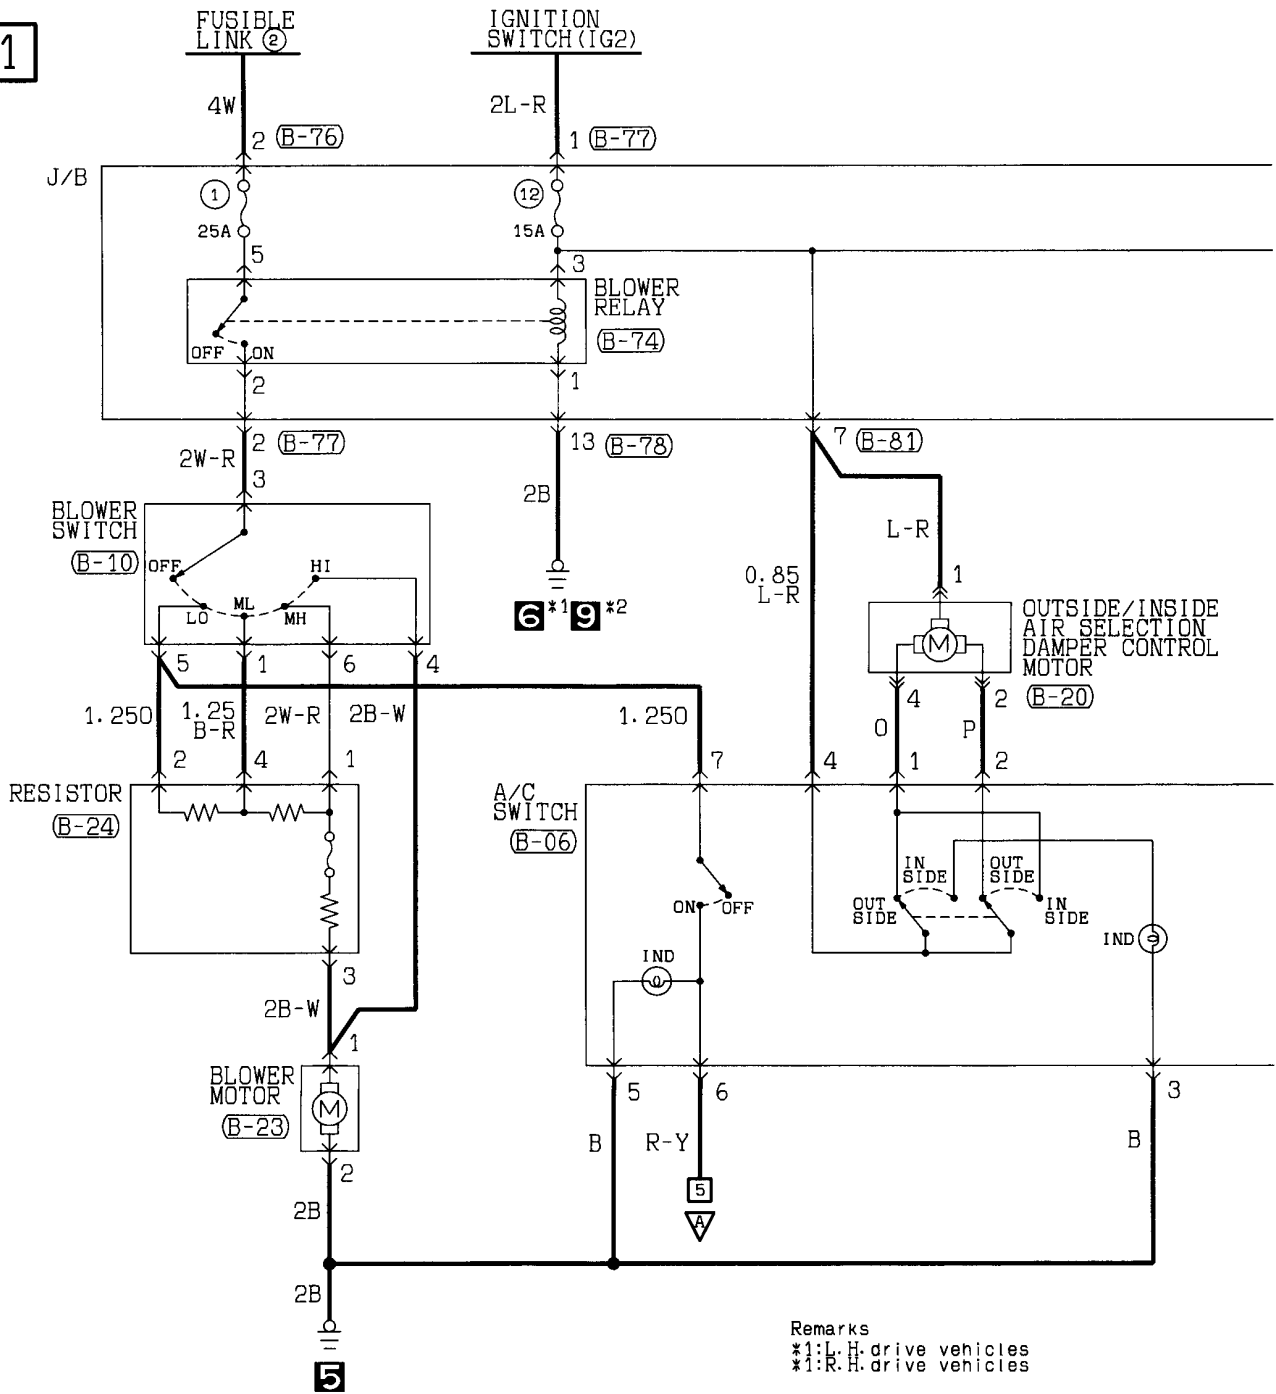 1
FUSIBLE
LINK ②
IGNITION
SWITCH(IG2)
4W
2L-R
2 (B-76)
1 (B-77)
J/B
1
12
25A
15A
5
3
BLOWER
RELAY
(B-74)
OFF
ON
2
1
2 (B-77)
13 (B-78)
7 (B-81)
2W-R
3
2B
BLOWER
SWITCH
(B-10)
OFF
HI
LO
ML
MH
L-R
0.85
L-R
1
6 *1 9 *2
OUTSIDE/INSIDE
AIR SELECTION
DAMPER CONTROL
MOTOR
(B-20)
M
5
1
6
4
4
2
1.250
1.25
B-R
2W-R
2B-W
1.250
O
P
2
4
1
7
4
1
2
RESISTOR
(B-24)
A/C
SWITCH
(B-06)
IN
SIDE
OUT
SIDE
OUT
SIDE
IN
SIDE
ON
OFF
IND
IND
3
2B-W
1
BLOWER
MOTOR
(B-23)
M
5
6
3
B
R-Y
B
2
5
A
2B
2B
5
Remarks
*1:L.H.drive vehicles
*1:R.H.drive vehicles